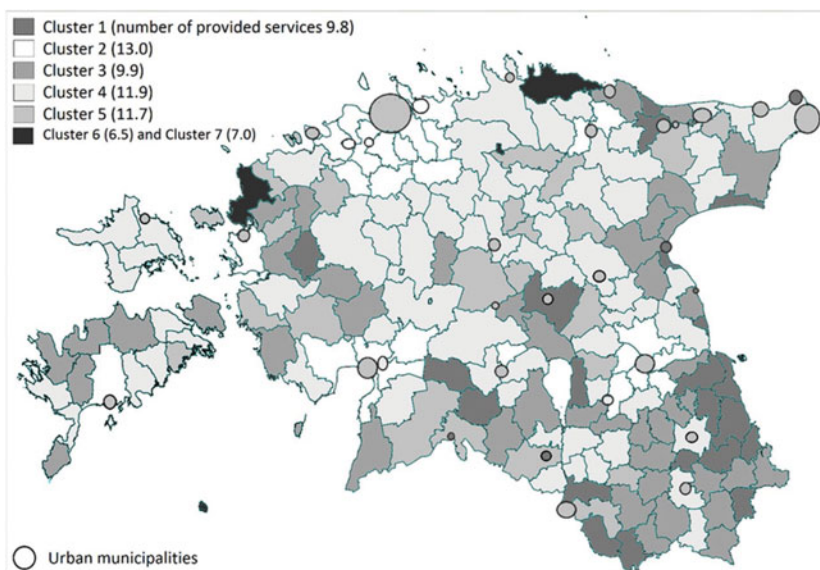 Cluster 1 (number of provided services 9.8)
Cluster 2 (13.0)
Cluster 3 (9.9)
Cluster 4 (11.9)
Cluster 5 (11.7)
Cluster 6 (6.5) and Cluster 7 (7.0)
Urban municipalities